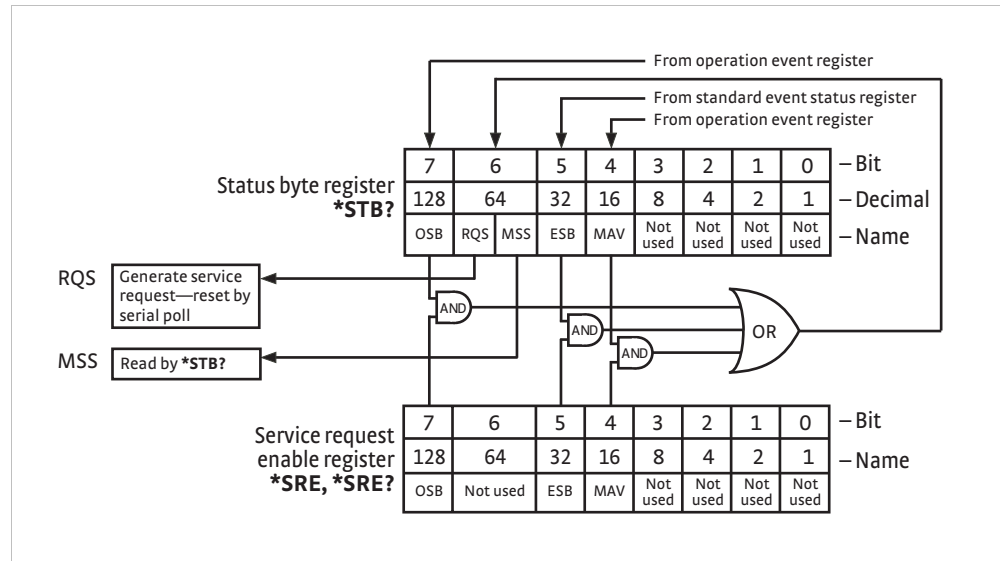 From operation event register
From standard event status register
From operation event register
7 6 5 4 3 2 1 0 – Bit
Status byte register
*STB?
128 64 32 16 8 4 2 1 – Decimal
OSB RQS MSS ESB MAV Not used Not used Not used Not used – Name
RQS
Generate service
request—reset by
serial poll
AND
AND
AND
OR
MSS
Read by *STB?
7 6 5 4 3 2 1 0 – Bit
Service request
enable register
*SRE, *SRE?
128 64 32 16 8 4 2 1 – Name
OSB Not used ESB MAV Not used Not used Not used Not used